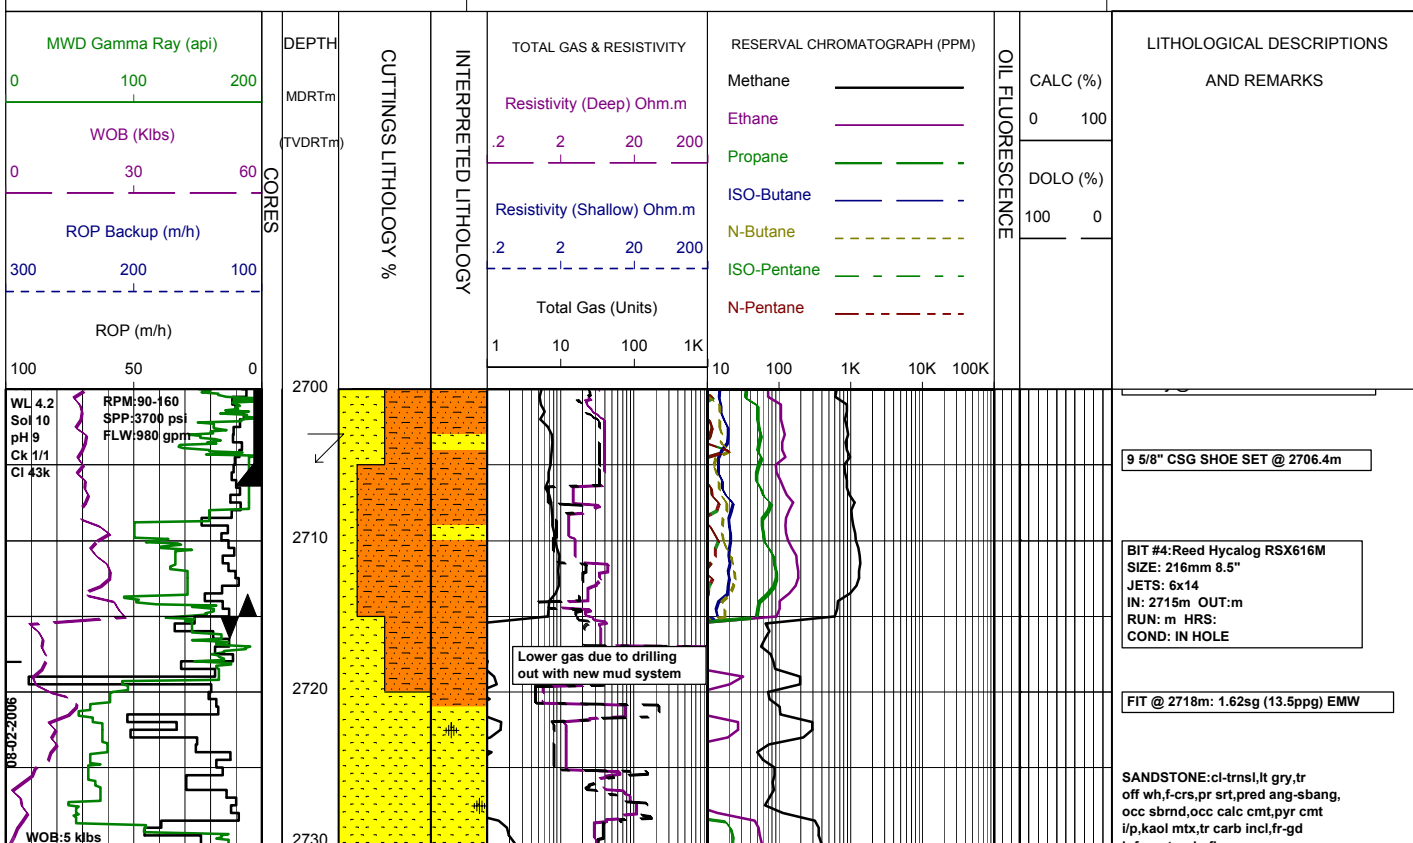 MWD Gamma Ray (api)
0 100 200
WOB (Klbs)
0 30 60
ROP Backup (m/h)
300 200 100
ROP (m/h)
100 50 0
CORES
DEPTH
MDRTm
(TVDRTm)
CUTTINGS LITHOLOGY %
INTERPRETED LITHOLOGY
TOTAL GAS & RESISTIVITY
Resistivity (Deep) Ohm.m
.2 2 20 200
Resistivity (Shallow) Ohm.m
.2 2 20 200
Total Gas (Units)
1 10 100 1K
RESERVAL CHROMATOGRAPH (PPM)
Methane
Ethane
Propane
ISO-Butane
N-Butane
ISO-Pentane
N-Pentane
10 100 1K 10K 100K
OIL FLUORESCENCE
CALC (%)
0 100
DOLO (%)
100 0
LITHOLOGICAL DESCRIPTIONS
AND REMARKS
WL 4.2
Sol 10
pH 9
Ck 1/1
Cl 43k
RPM:90-160
SPP:3700 psi
FLW:980 gpm
2700
2710
2720
2730
08-02-2006
WOB:5 klbs
Lower gas due to drilling
out with new mud system
9 5/8" CSG SHOE SET @ 2706.4m
BIT #4:Reed Hycalog RSX616M
SIZE: 216mm 8.5"
JETS: 6x14
IN: 2715m OUT:m
RUN: m HRS:
COND: IN HOLE
FIT @ 2718m: 1.62sg (13.5ppg) EMW
SANDSTONE:cl-trnsl,lt gry,tr
off wh,f-crs,pr srt,pred ang-sbang,
occ sbrnd,occ calc cmt,pyr cmt
i/p,kaol mtx,tr carb incl,fr-gd